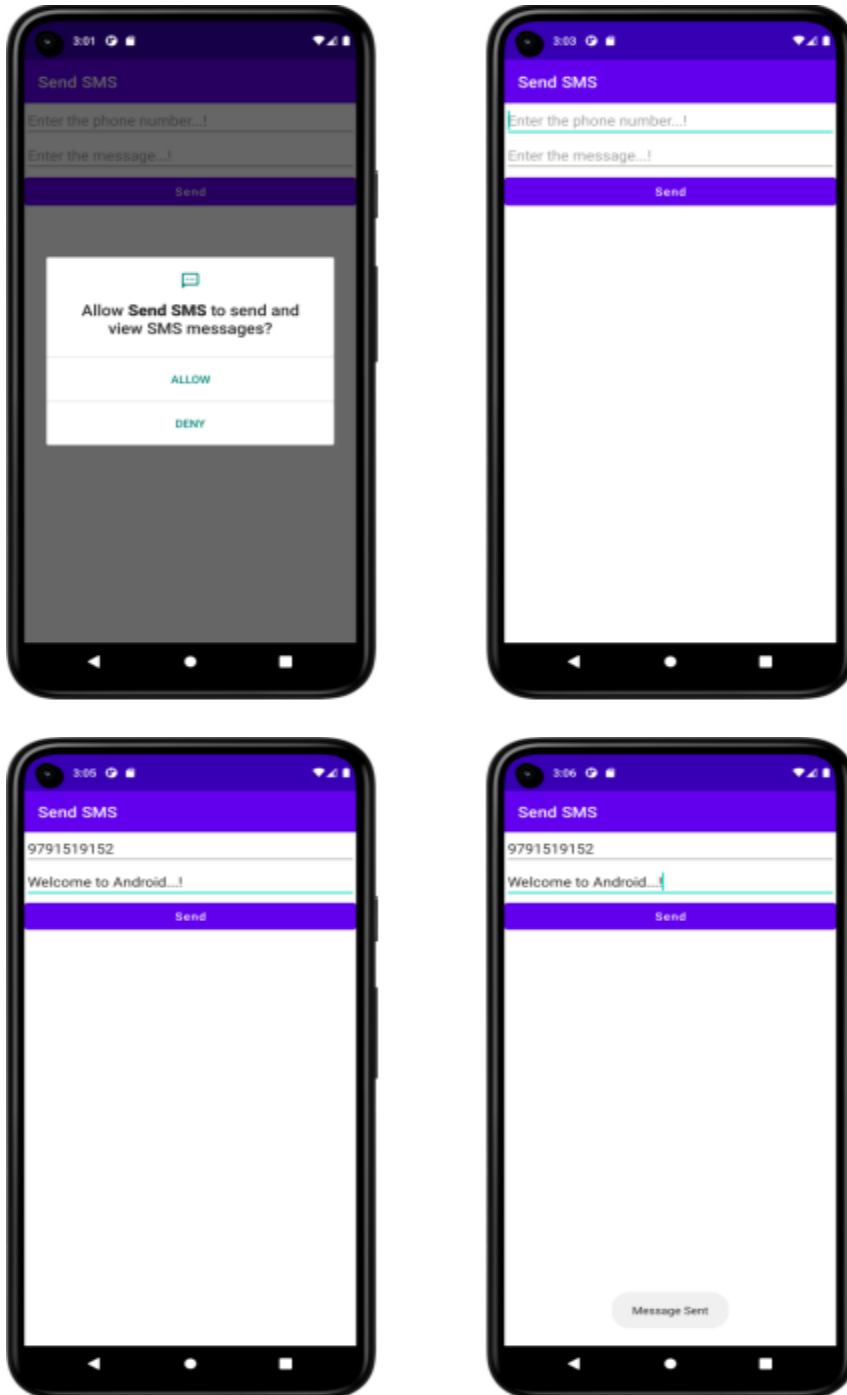 3:01
Send SMS
Enter the phone number...!
Enter the message...!
Send
Allow Send SMS to send and
view SMS messages?
ALLOW
DENY
3:03
Send SMS
Enter the phone number...!
Enter the message...!
Send
3:05
Send SMS
9791519152
Welcome to Android...!
Send
3:06
Send SMS
9791519152
Welcome to Android...!
Send
Message Sent